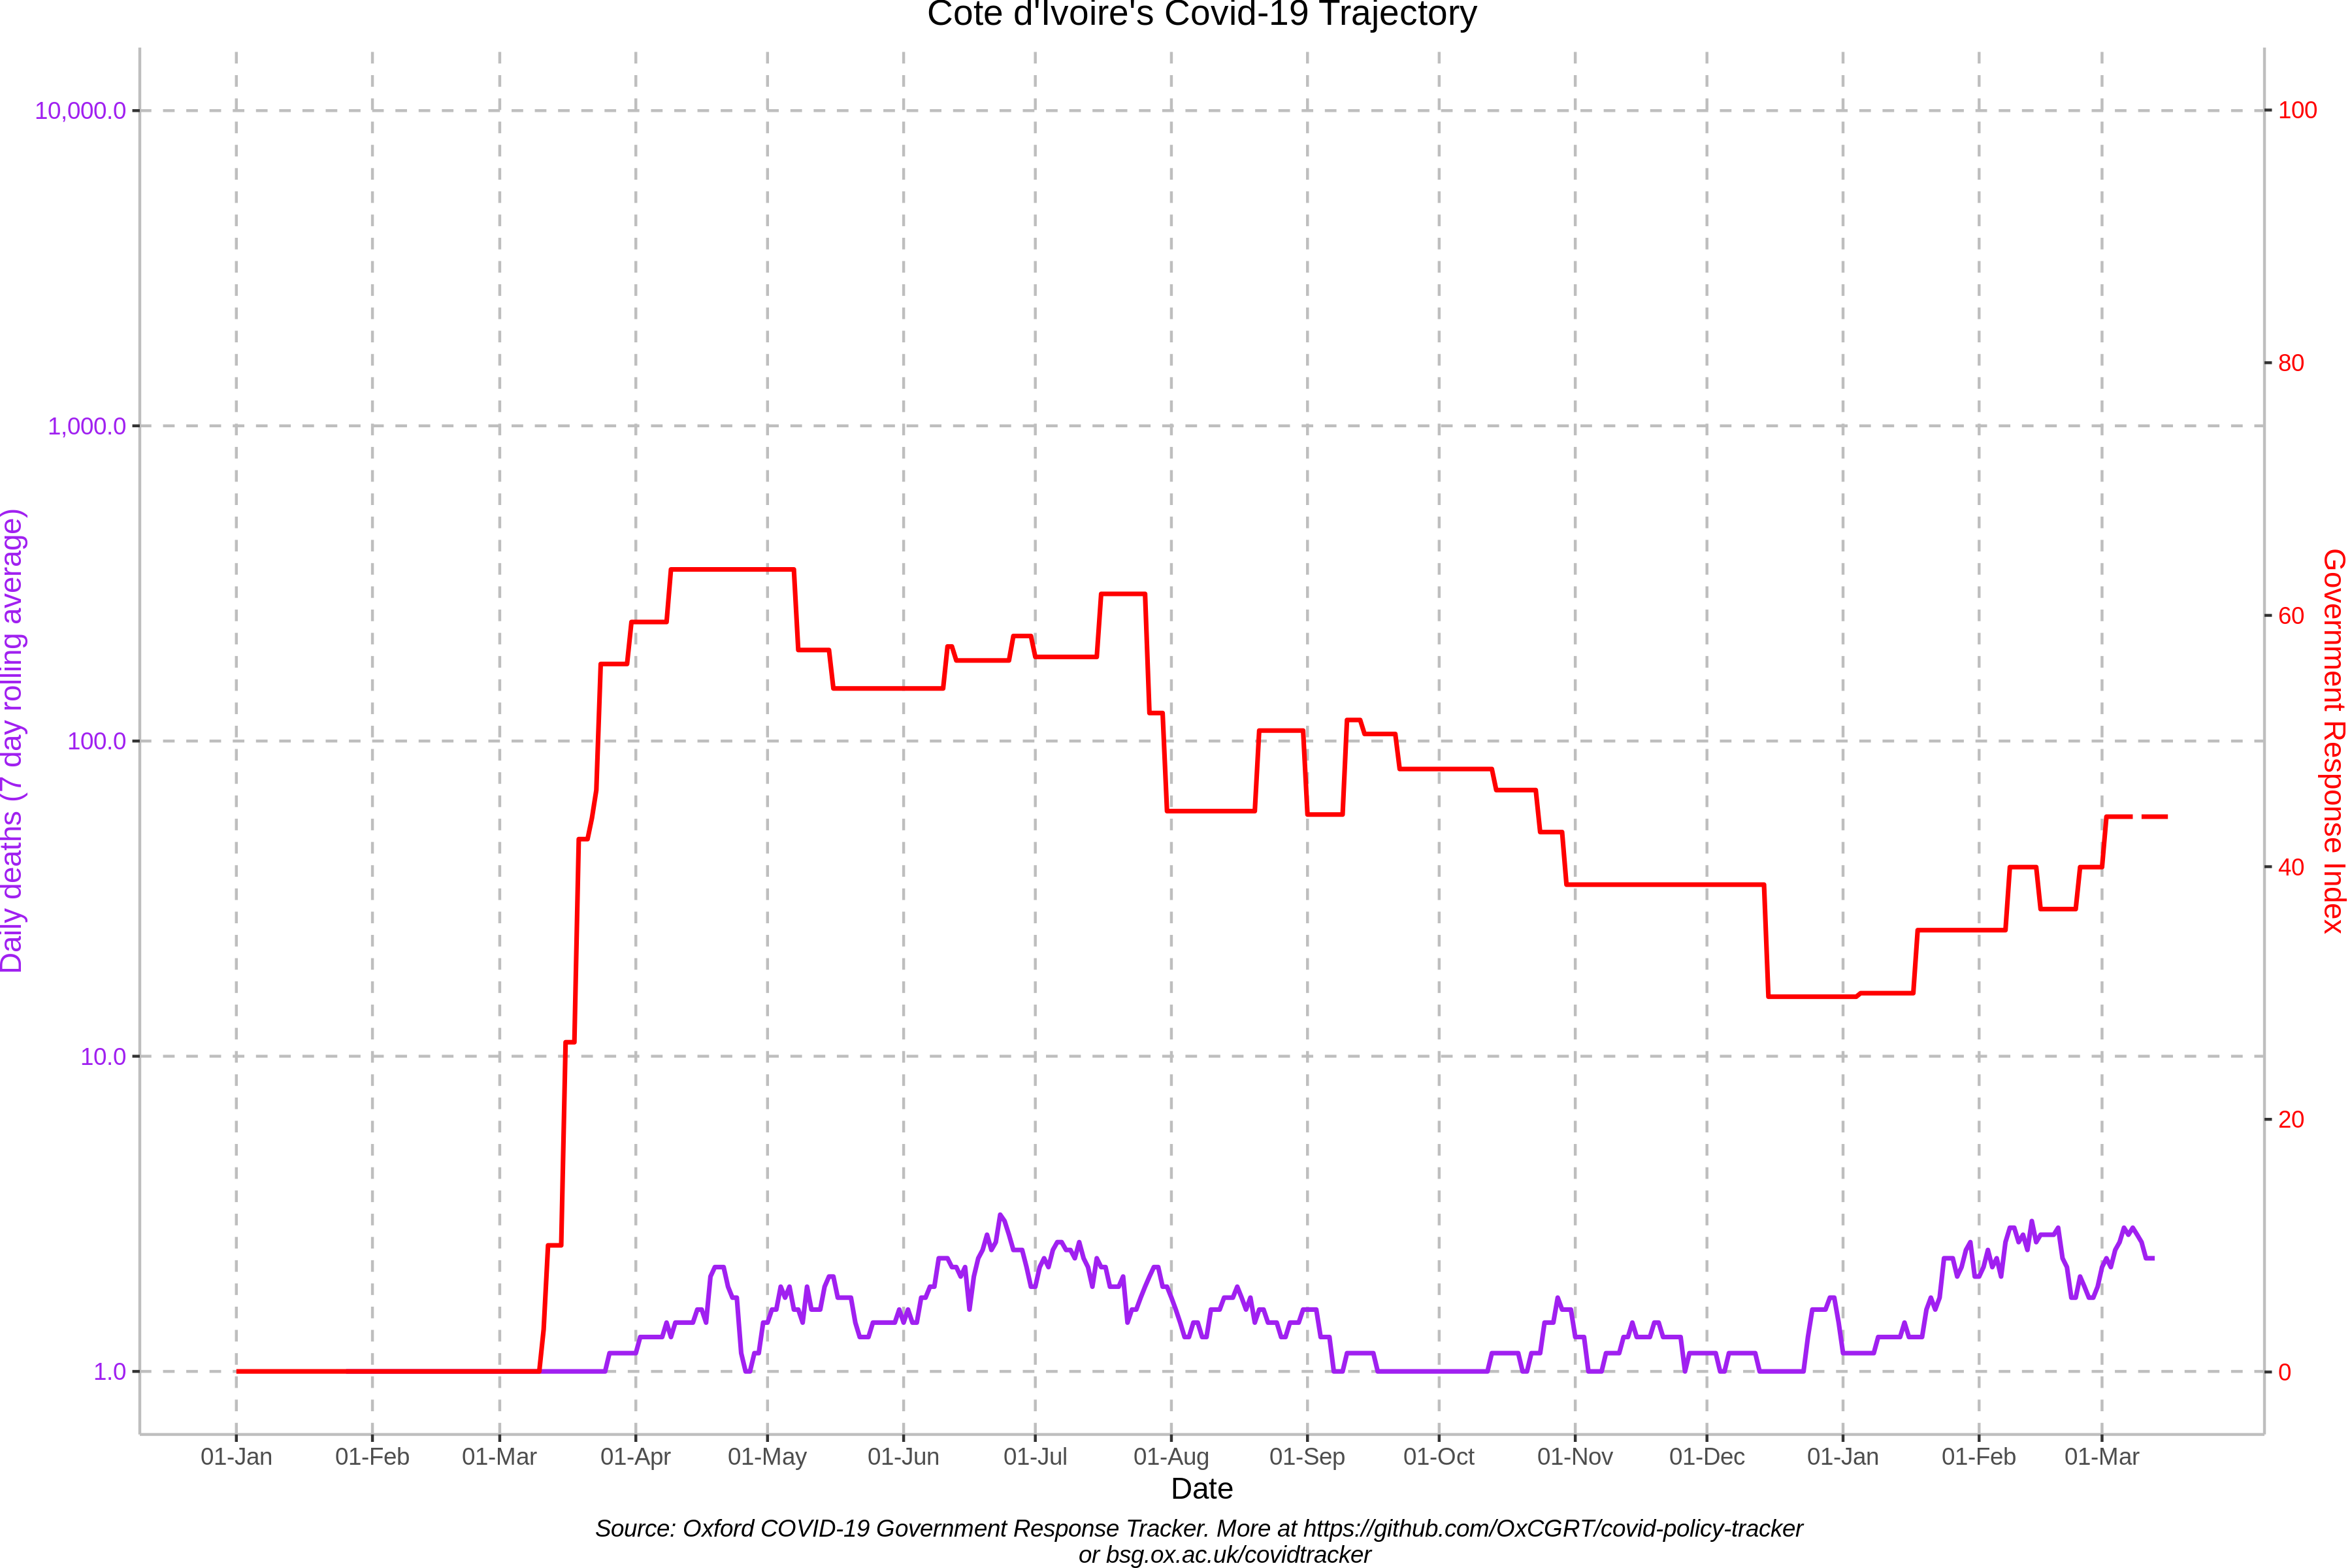 Cote d'Ivoire's Covid-19 Trajectory
10,000.0
1,000.0
100.0
10.0
1.0
Daily deaths (7 day rolling average)
100
80
60
40
20
0
Government Response Index
01-Jan 01-Feb 01-Mar 01-Apr 01-May 01-Jun 01-Jul 01-Aug 01-Sep 01-Oct 01-Nov 01-Dec 01-Jan 01-Feb 01-Mar
Date
Source: Oxford COVID-19 Government Response Tracker. More at https://github.com/OxCGRT/covid-policy-tracker
or bsg.ox.ac.uk/covidtracker